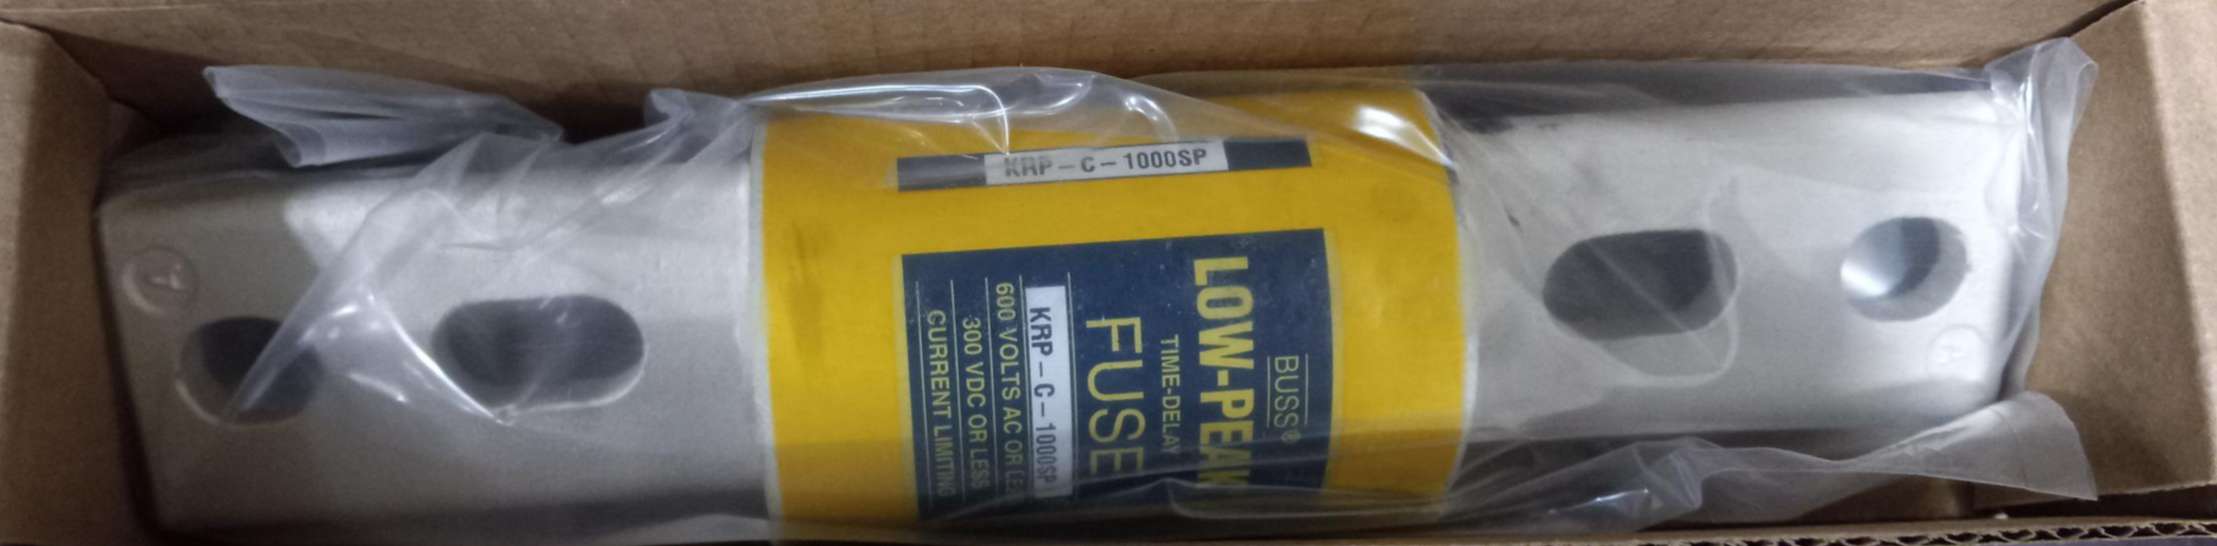 KRP-C-1000SP
BUSS®
LOW-PEAK
TIME-DELAY
FUSE
KRP-C-1000SP
600 VOLTS AC OR
300 VDC OR LESS
CURRENT LIMITING